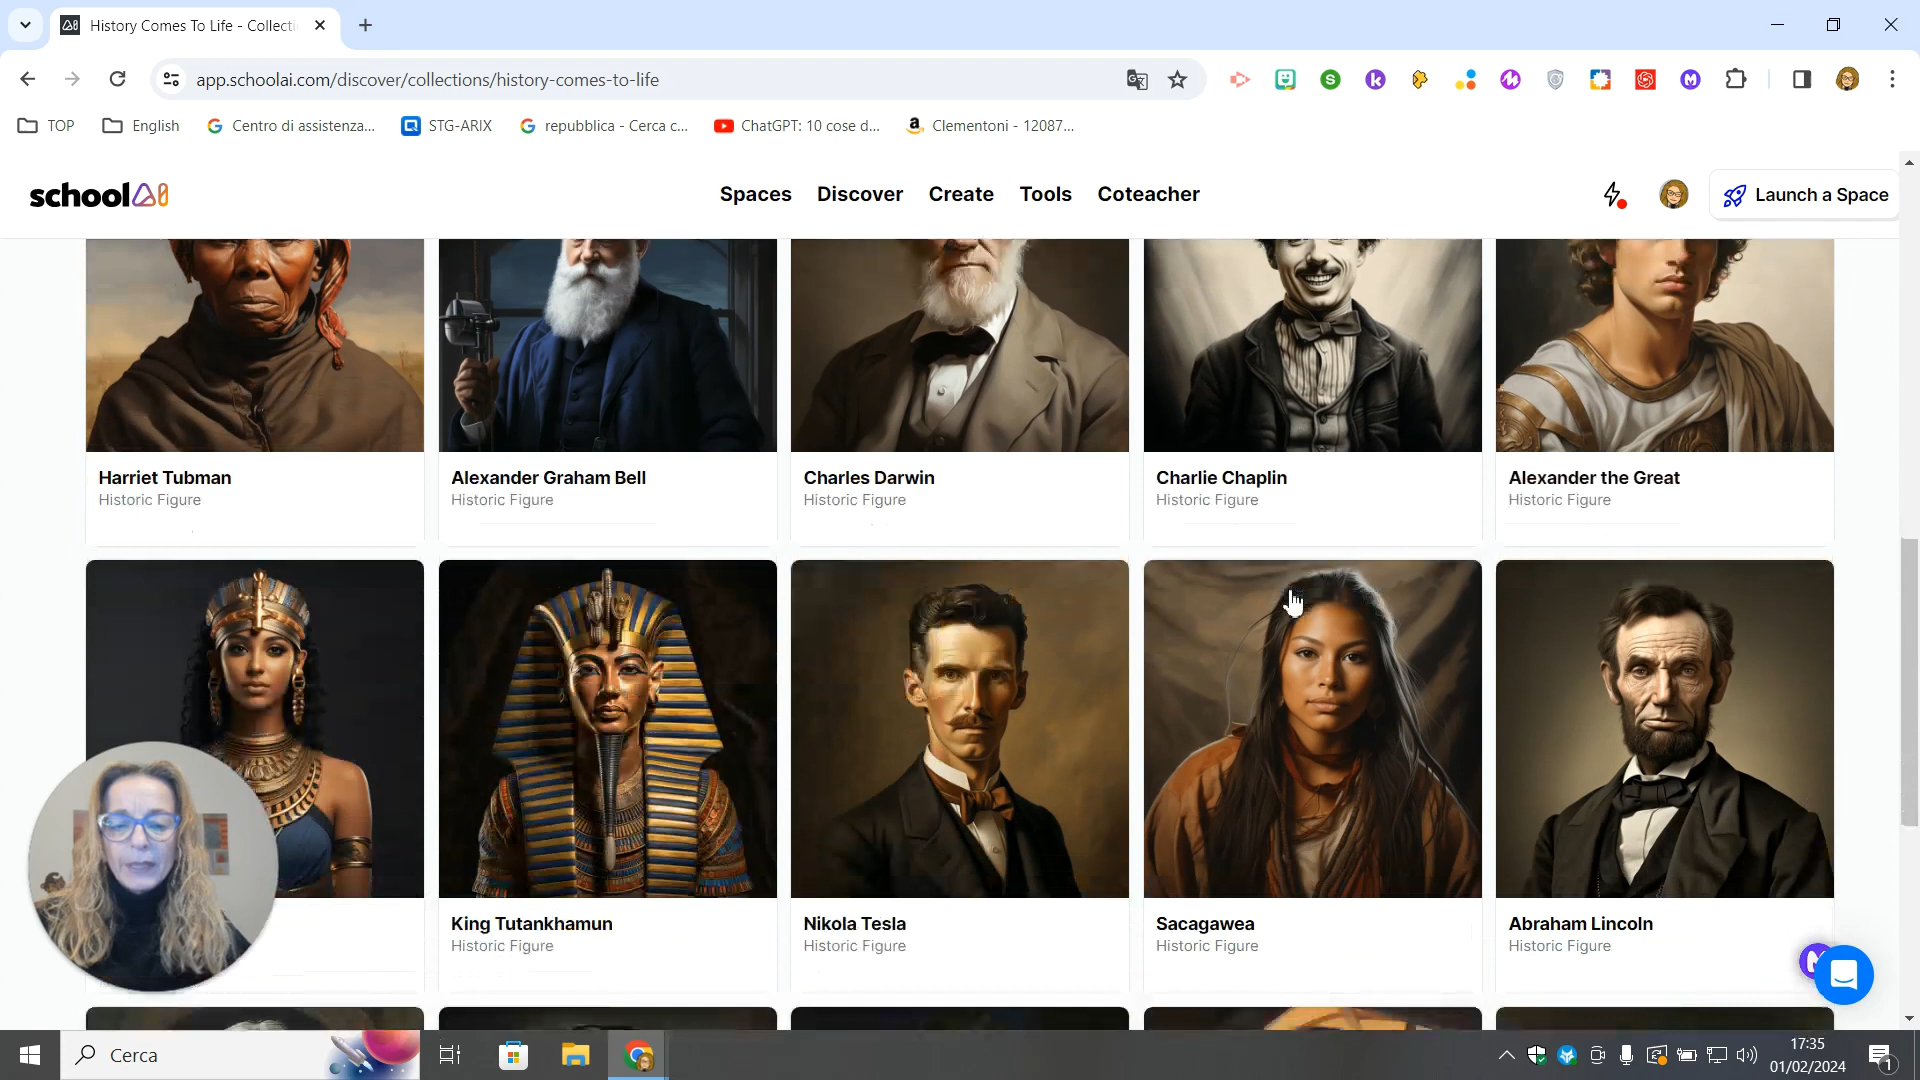 History Comes To Life - Collecti
app.schoolai.com/discover/collections/history-comes-to-life
TOP
English
Centro di assistenza...
STG-ARIX
repubblica - Cerca c...
ChatGPT: 10 cose d...
Clementoni - 12087...
school
Spaces
Discover
Create
Tools
Coteacher
Launch a Space
Harriet Tubman
Historic Figure
Alexander Graham Bell
Historic Figure
Charles Darwin
Historic Figure
Charlie Chaplin
Historic Figure
Alexander the Great
Historic Figure
King Tutankhamun
Historic Figure
Nikola Tesla
Historic Figure
Sacagawea
Historic Figure
Abraham Lincoln
Historic Figure
Cerca
17:35
01/02/2024
1